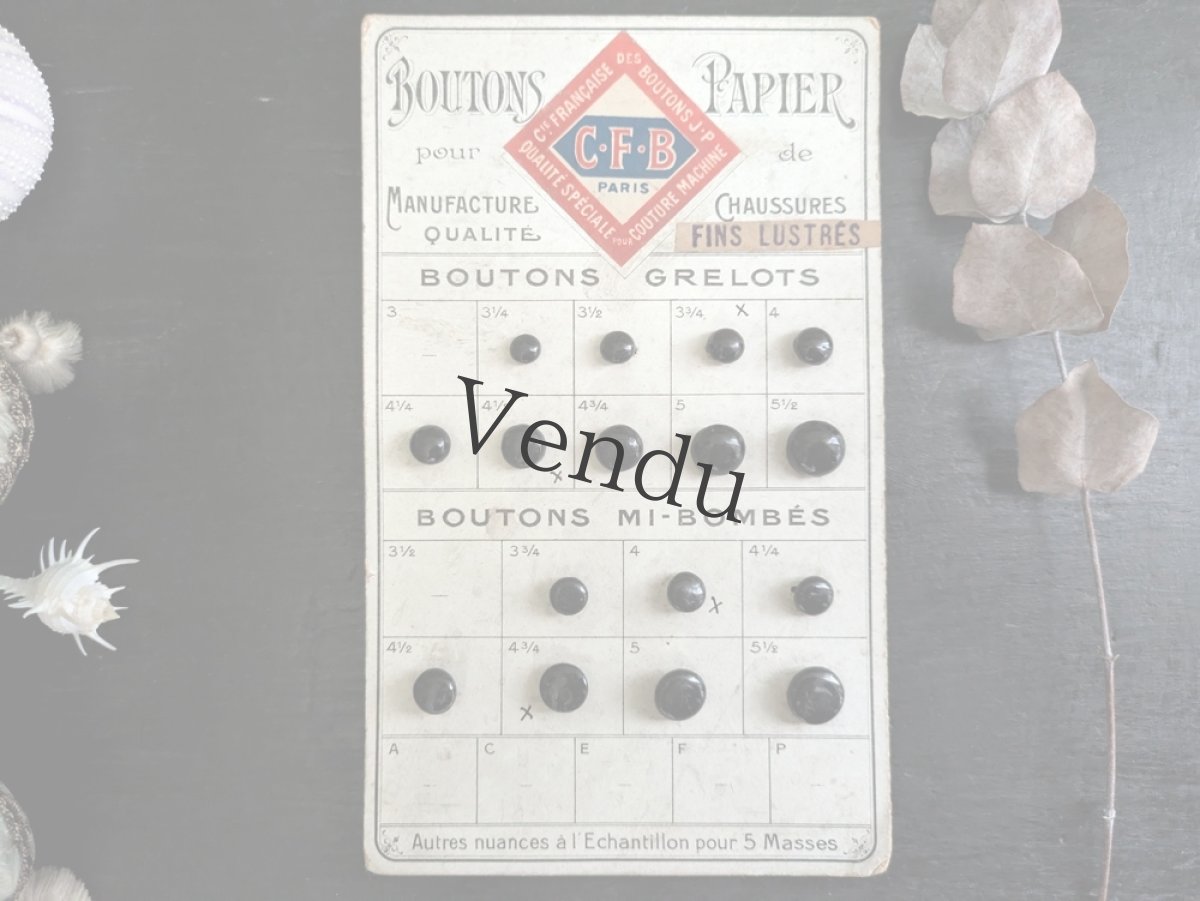 BOUTONS PAPIER
CIE FRANÇAISE DES BOUTONS J·P
C·F·B
PARIS
QUALITÉ SPÉCIALE POUR COUTURE MACHINE
pour de
MANUFACTURE CHAUSSURES
QUALITÉ FINS LUSTRÉS
BOUTONS GRELOTS
3 3¼ 3½ 3¾ x 4
4¼ 4½ 4¾ 5 5½
x
Vendu
BOUTONS MI-BOMBÉS
3½ 3¾ 4 4¼
x
4½ 4¾ 5 5½
x
A C E F P
Autres nuances à l'Echantillon pour 5 Masses